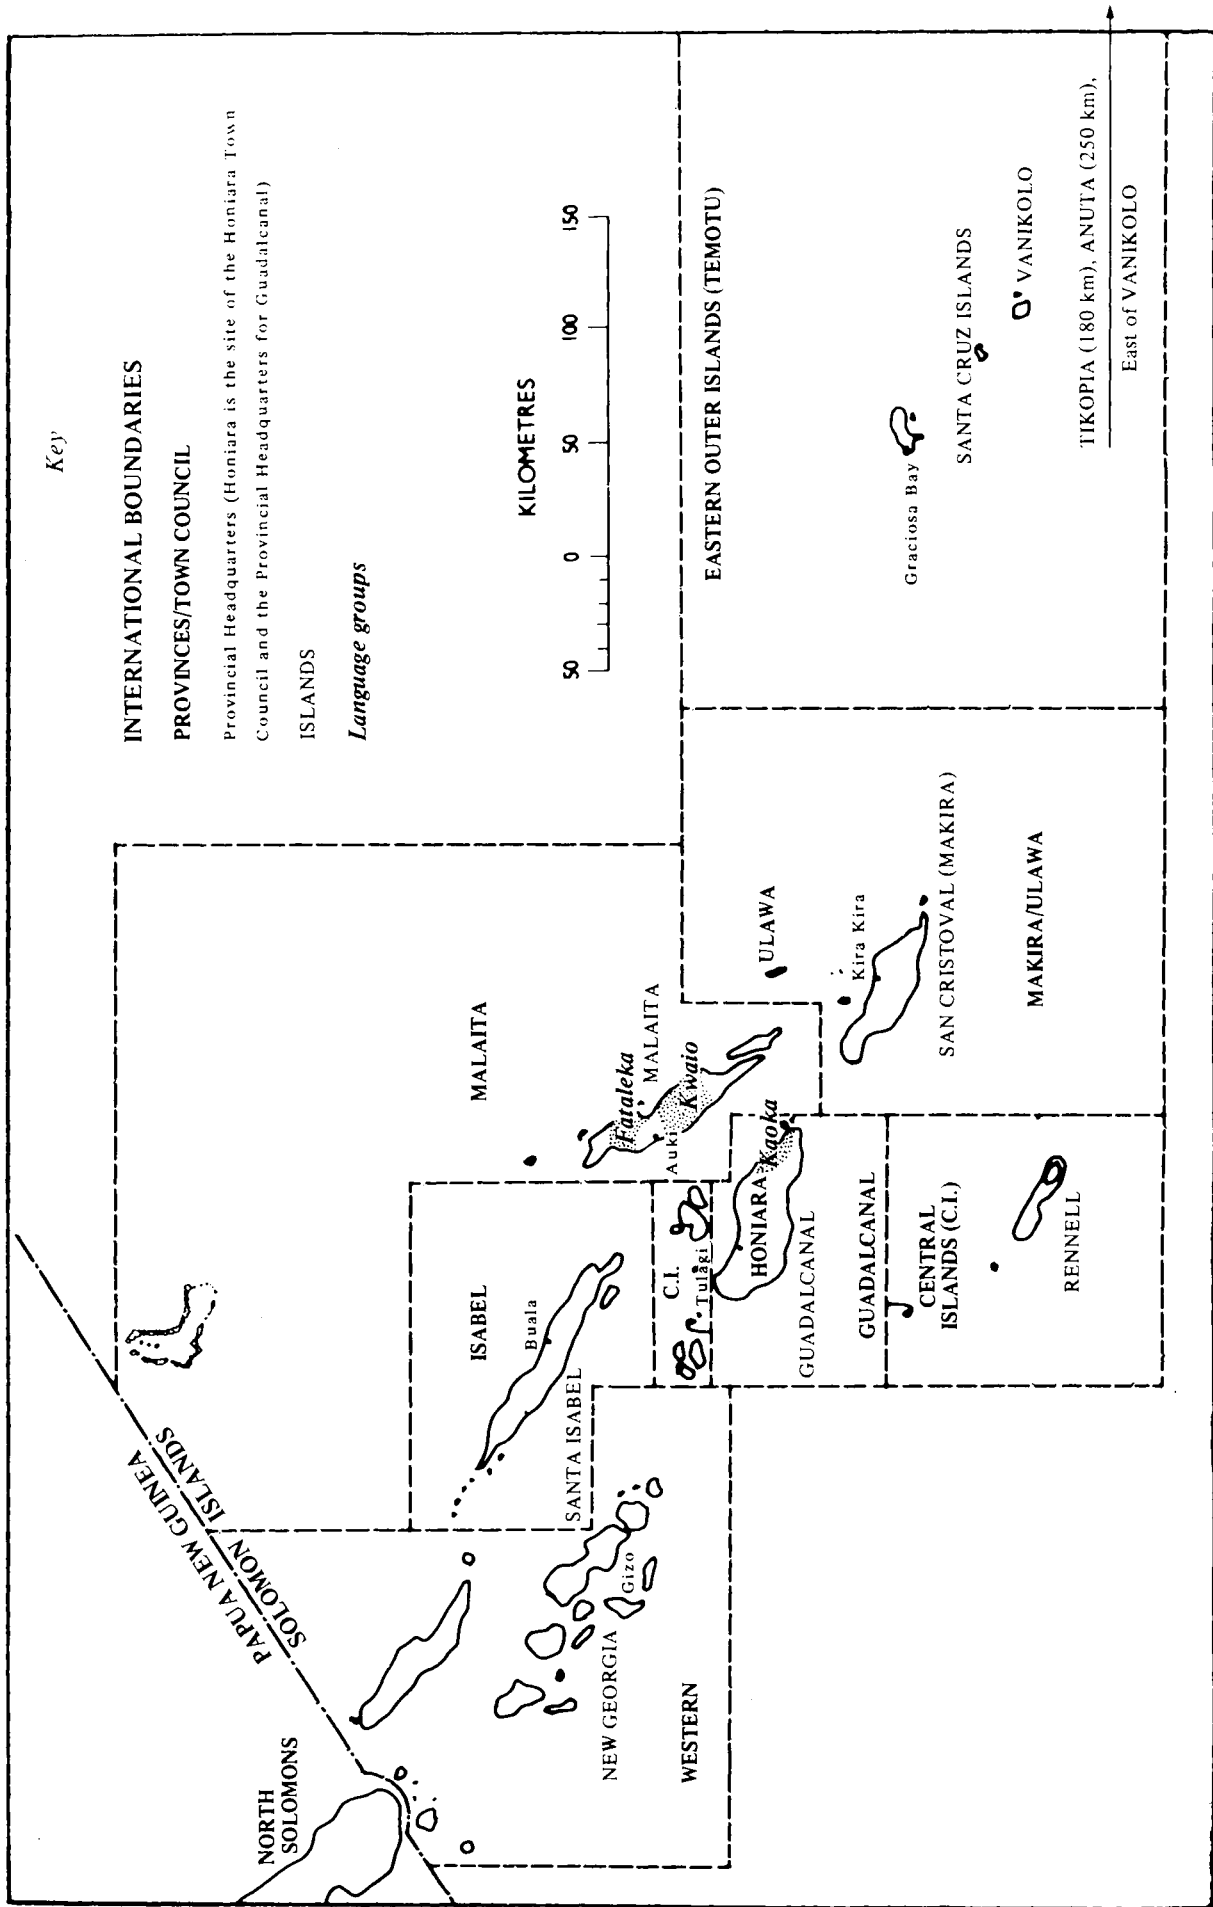 Key
INTERNATIONAL BOUNDARIES
PROVINCES/TOWN COUNCIL
Provincial Headquarters (Honiara is the site of the Honiara Town
Council and the Provincial Headquarters for Guadalcanal)
ISLANDS
Language groups
KILOMETRES
50 0 50 100 150
NORTH
SOLOMONS
PAPUA NEW GUINEA
SOLOMON ISLANDS
MALAITA
ISABEL
Buala
SANTA ISABEL
NEW GEORGIA
Gizo
WESTERN
Fataleka
MALAITA
Auki
Kwaio
C.I.
Tulagi
HONIARA
Kaoka
GUADALCANAL
GUADALCANAL
CENTRAL
ISLANDS (C.I.)
RENNELL
ULAWA
Kira Kira
SAN CRISTOVAL (MAKIRA)
MAKIRA/ULAWA
EASTERN OUTER ISLANDS (TEMOTU)
Graciosa Bay
SANTA CRUZ ISLANDS
VANIKOLO
TIKOPIA (180 km), ANUTA (250 km),
East of VANIKOLO